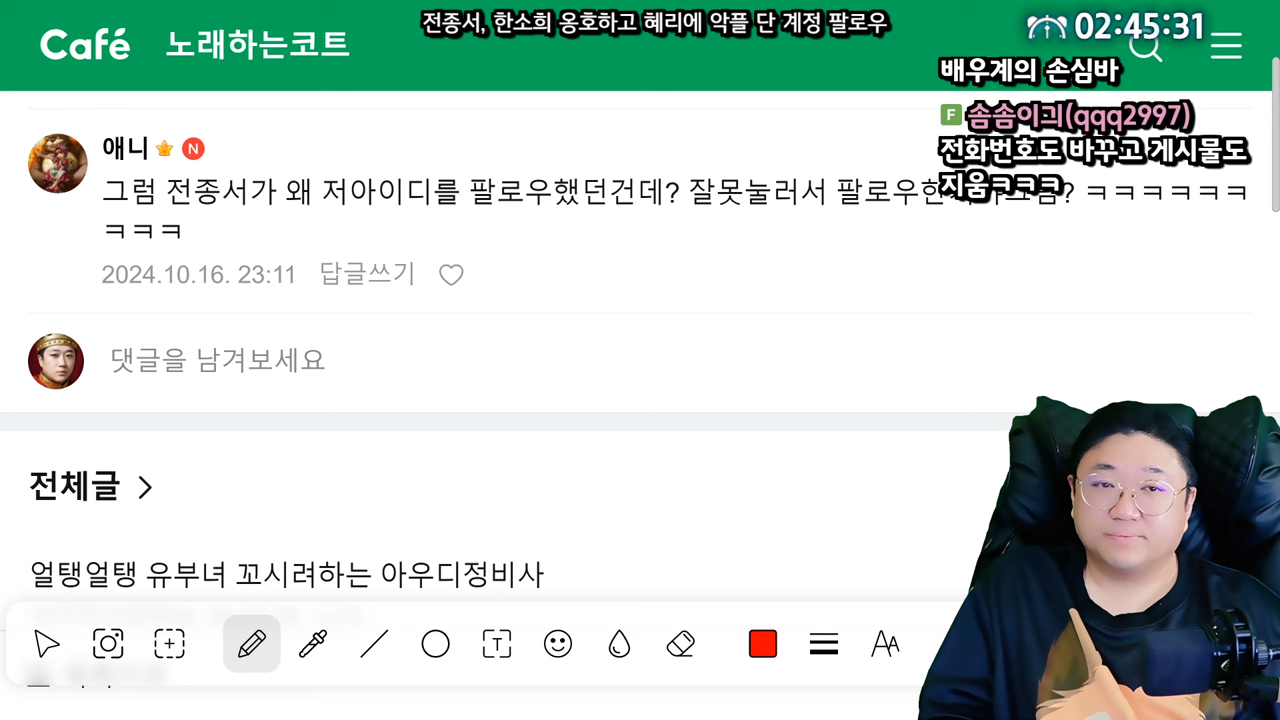 전종서, 한소희 옹호하고 혜리에 악플 단 계정 팔로우
02:45:31
Café 노래하는코트
배우계의 손심바
F 솜솜이긔(qqq2997)
전화번호도 바꾸고 게시물도
지움ㅋㅋㅋ
애니 N
그럼 전종서가 왜 저아이디를 팔로우했던건데? 잘못눌러서 팔로우한 ? ㅋㅋㅋㅋㅋㅋ
ㅋㅋㅋ
2024.10.16. 23:11 답글쓰기
댓글을 남겨보세요
전체글
얼탱얼탱 유부녀 꼬시려하는 아우디정비사
T
AA